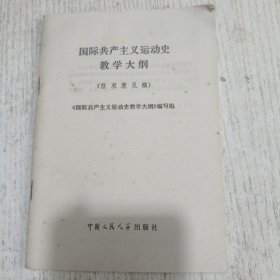 国际共产主义运动史
教学大纲
（征求意见稿）
《国际共产主义运动史教学大纲》编写组
中国人民大学出版社